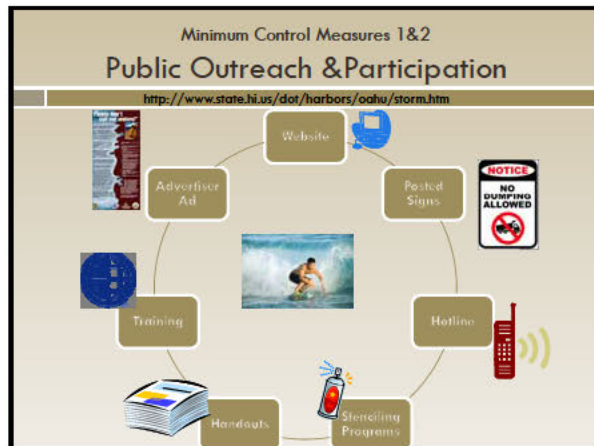 Minimum Control Measures 1&2
Public Outreach &Participation
http://www.state.hi.us/dot/harbors/oahu/storm.htm
Website
Advertiser
Ad
Posted
Signs
NOTICE
NO
DUMPING
ALLOWED
Training
Hotline
Handouts
Stenciling
Programs